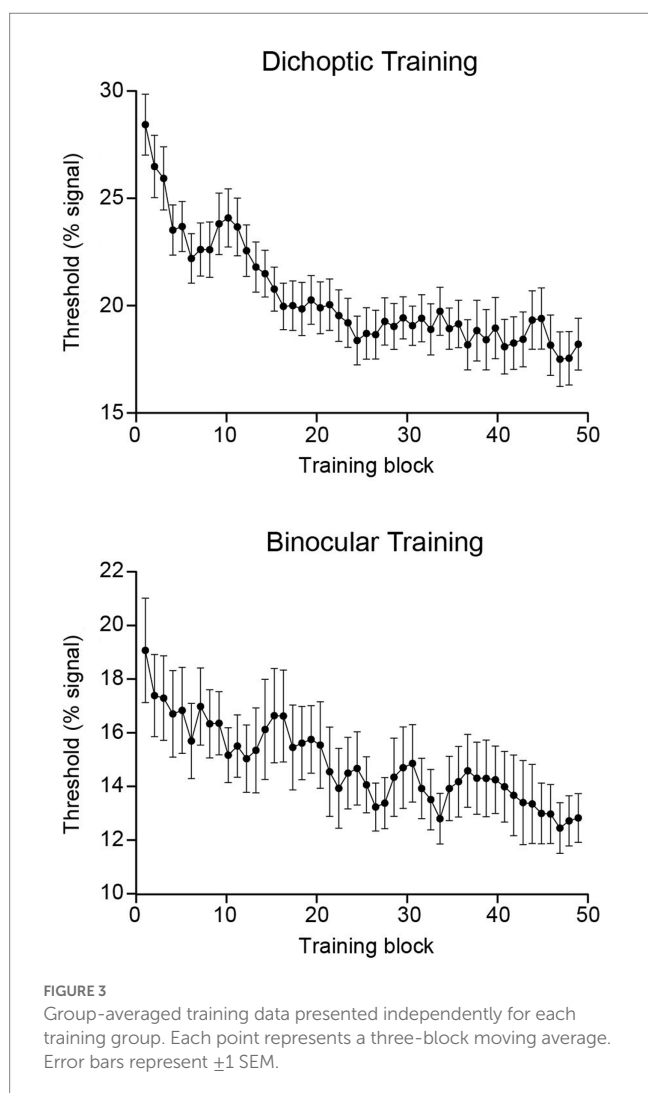 Dichoptic Training
30
25
20
15
Threshold (% signal)
0 10 20 30 40 50
Training block
Binocular Training
22
20
18
16
14
12
10
Threshold (% signal)
0 10 20 30 40 50
Training block
FIGURE 3
Group-averaged training data presented independently for each
training group. Each point represents a three-block moving average.
Error bars represent ±1 SEM.